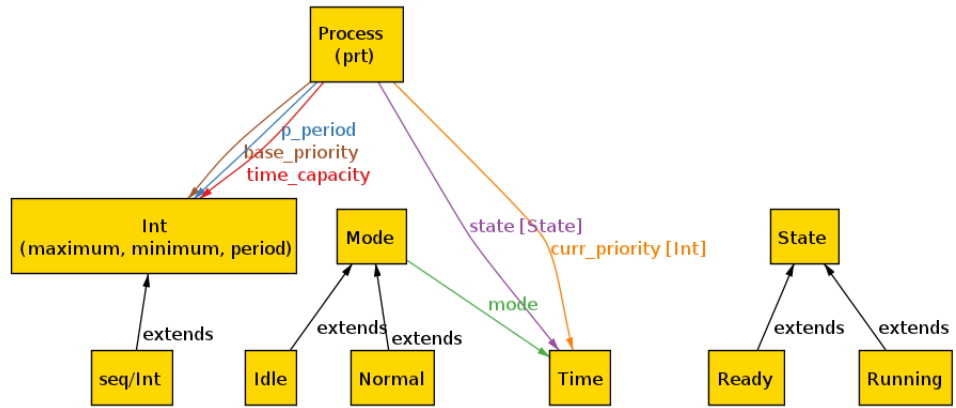 Process
(prt)
p_period
base_priority
time_capacity
Int
(maximum, minimum, period)
Mode
state [State]
curr_priority [Int]
State
mode
extends
extends
extends
extends
extends
seq/Int
Idle
Normal
Time
Ready
Running